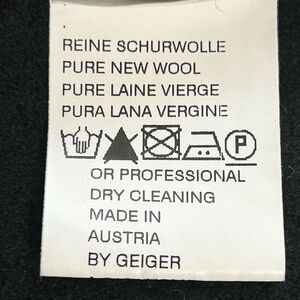 REINE SCHURWOLLE
PURE NEW WOOL
PURE LAINE VIERGE
PURA LANA VERGINE
P
OR PROFESSIONAL
DRY CLEANING
MADE IN
AUSTRIA
BY GEIGER